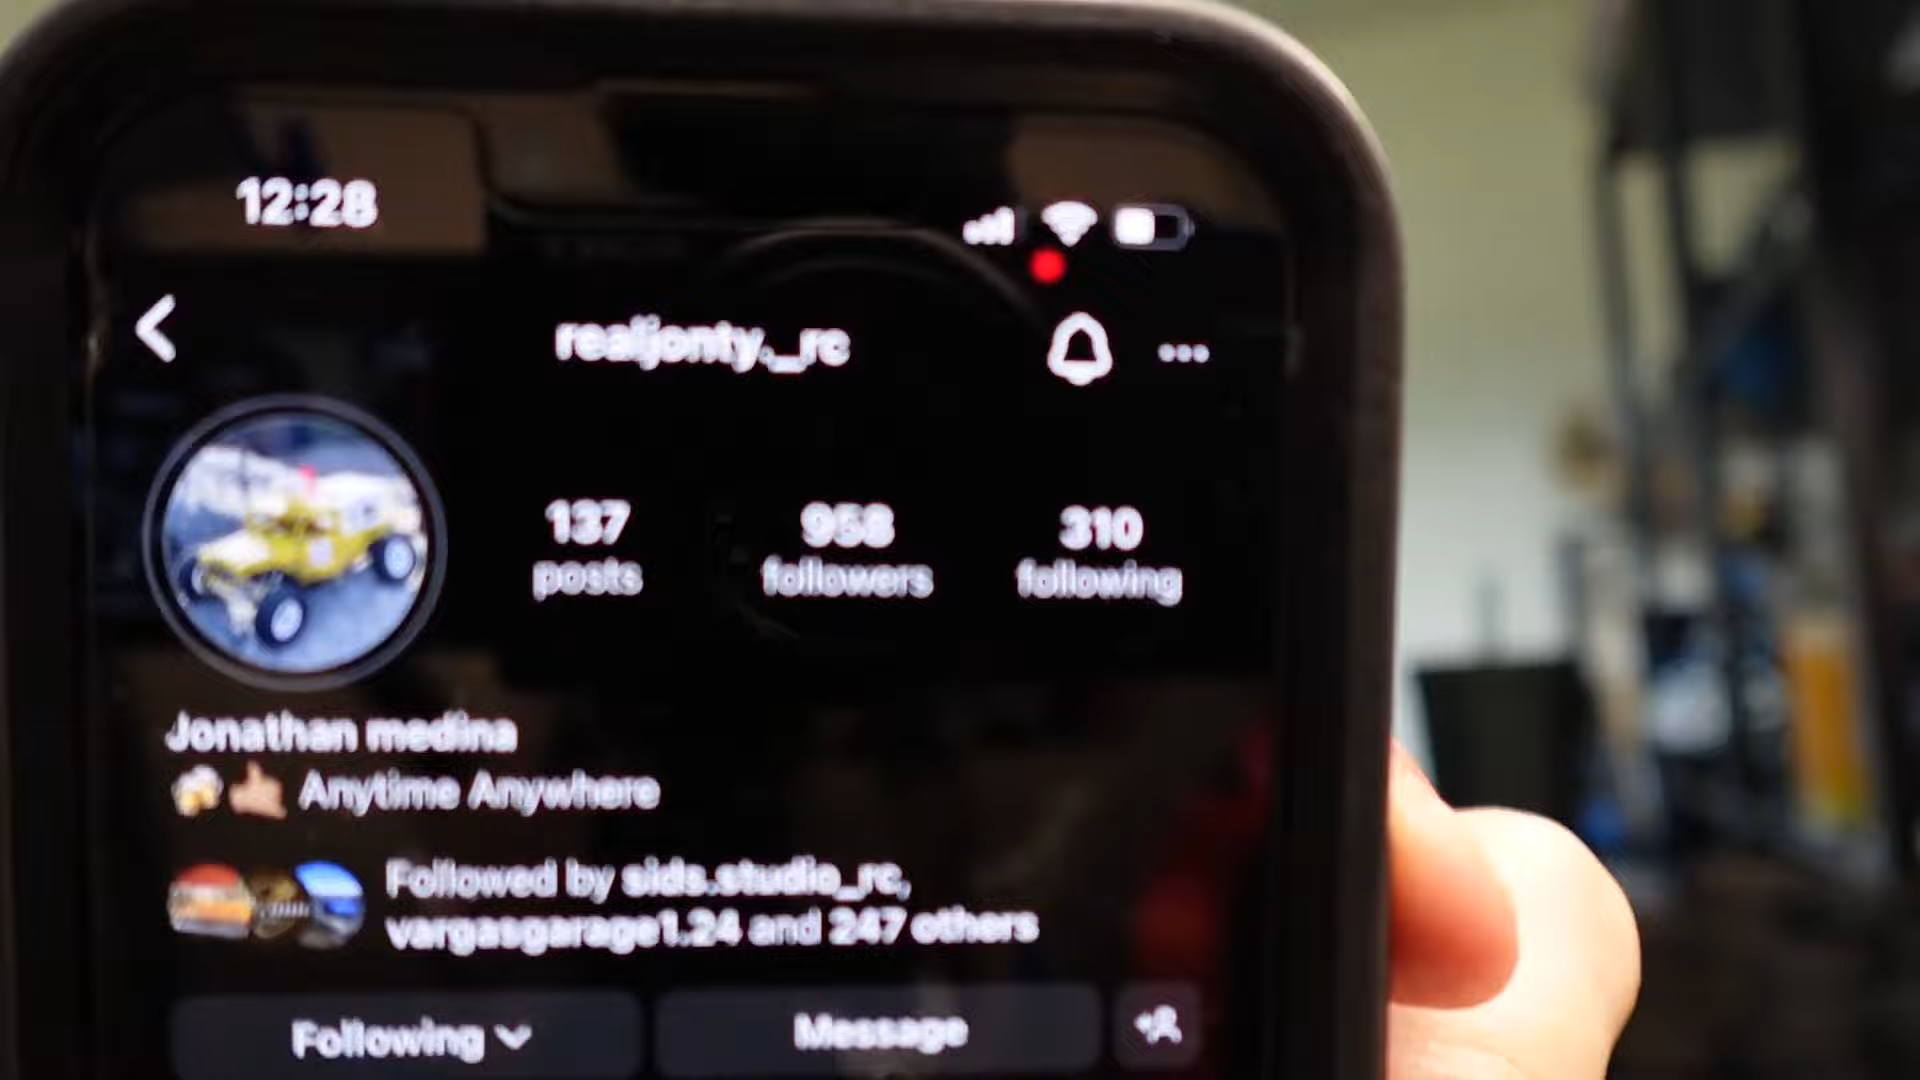 12:28
realjonty._rc
137 958 310
posts followers following
Jonathan medina
Anytime Anywhere
Followed by sids.studio_rc,
vargasgarage1.24 and 247 others
Following Message